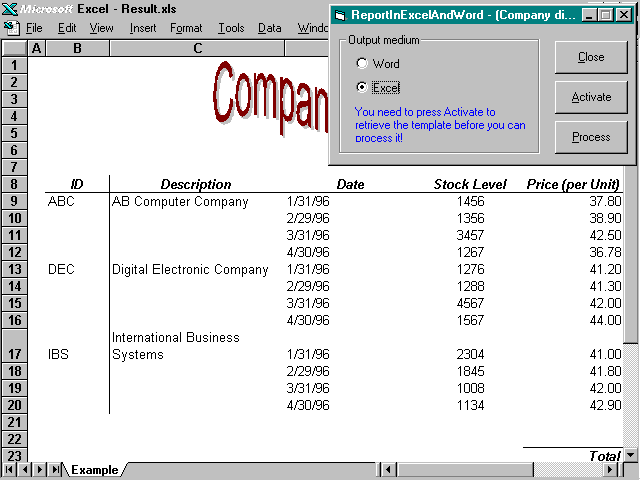 Microsoft Excel - Result.xls
File Edit View Insert Format Tools Data
A B C
Compan
ReportInExcelAndWord - (Company di...
Output medium
Word
Excel
You need to press Activate to
retrieve the template before you can
process it!
Close
Activate
Process
1
2
3
4
5
6
7
8 ID Description Date Stock Level Price (per Unit)
9 ABC AB Computer Company 1/31/96 1456 37.80
10 2/29/96 1356 38.90
11 3/31/96 3457 42.50
12 4/30/96 1267 36.78
13 DEC Digital Electronic Company 1/31/96 1276 41.20
14 2/29/96 1288 41.30
15 3/31/96 4567 42.00
16 4/30/96 1567 44.00
International Business
17 IBS Systems 1/31/96 2304 41.00
18 2/29/96 1845 41.80
19 3/31/96 1008 42.00
20 4/30/96 1134 42.90
21
22
23 Total
Example